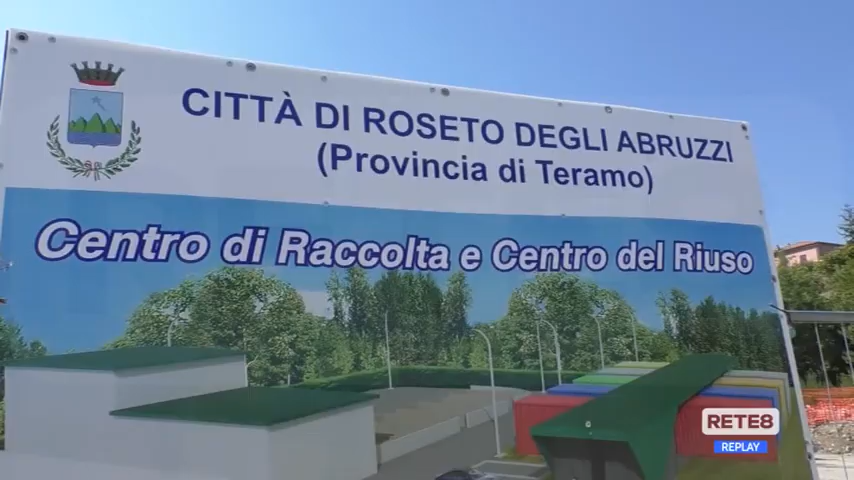 CITTÀ DI ROSETO DEGLI ABRUZZI
(Provincia di Teramo)
Centro di Raccolta e Centro del Riuso
RETE8
REPLAY